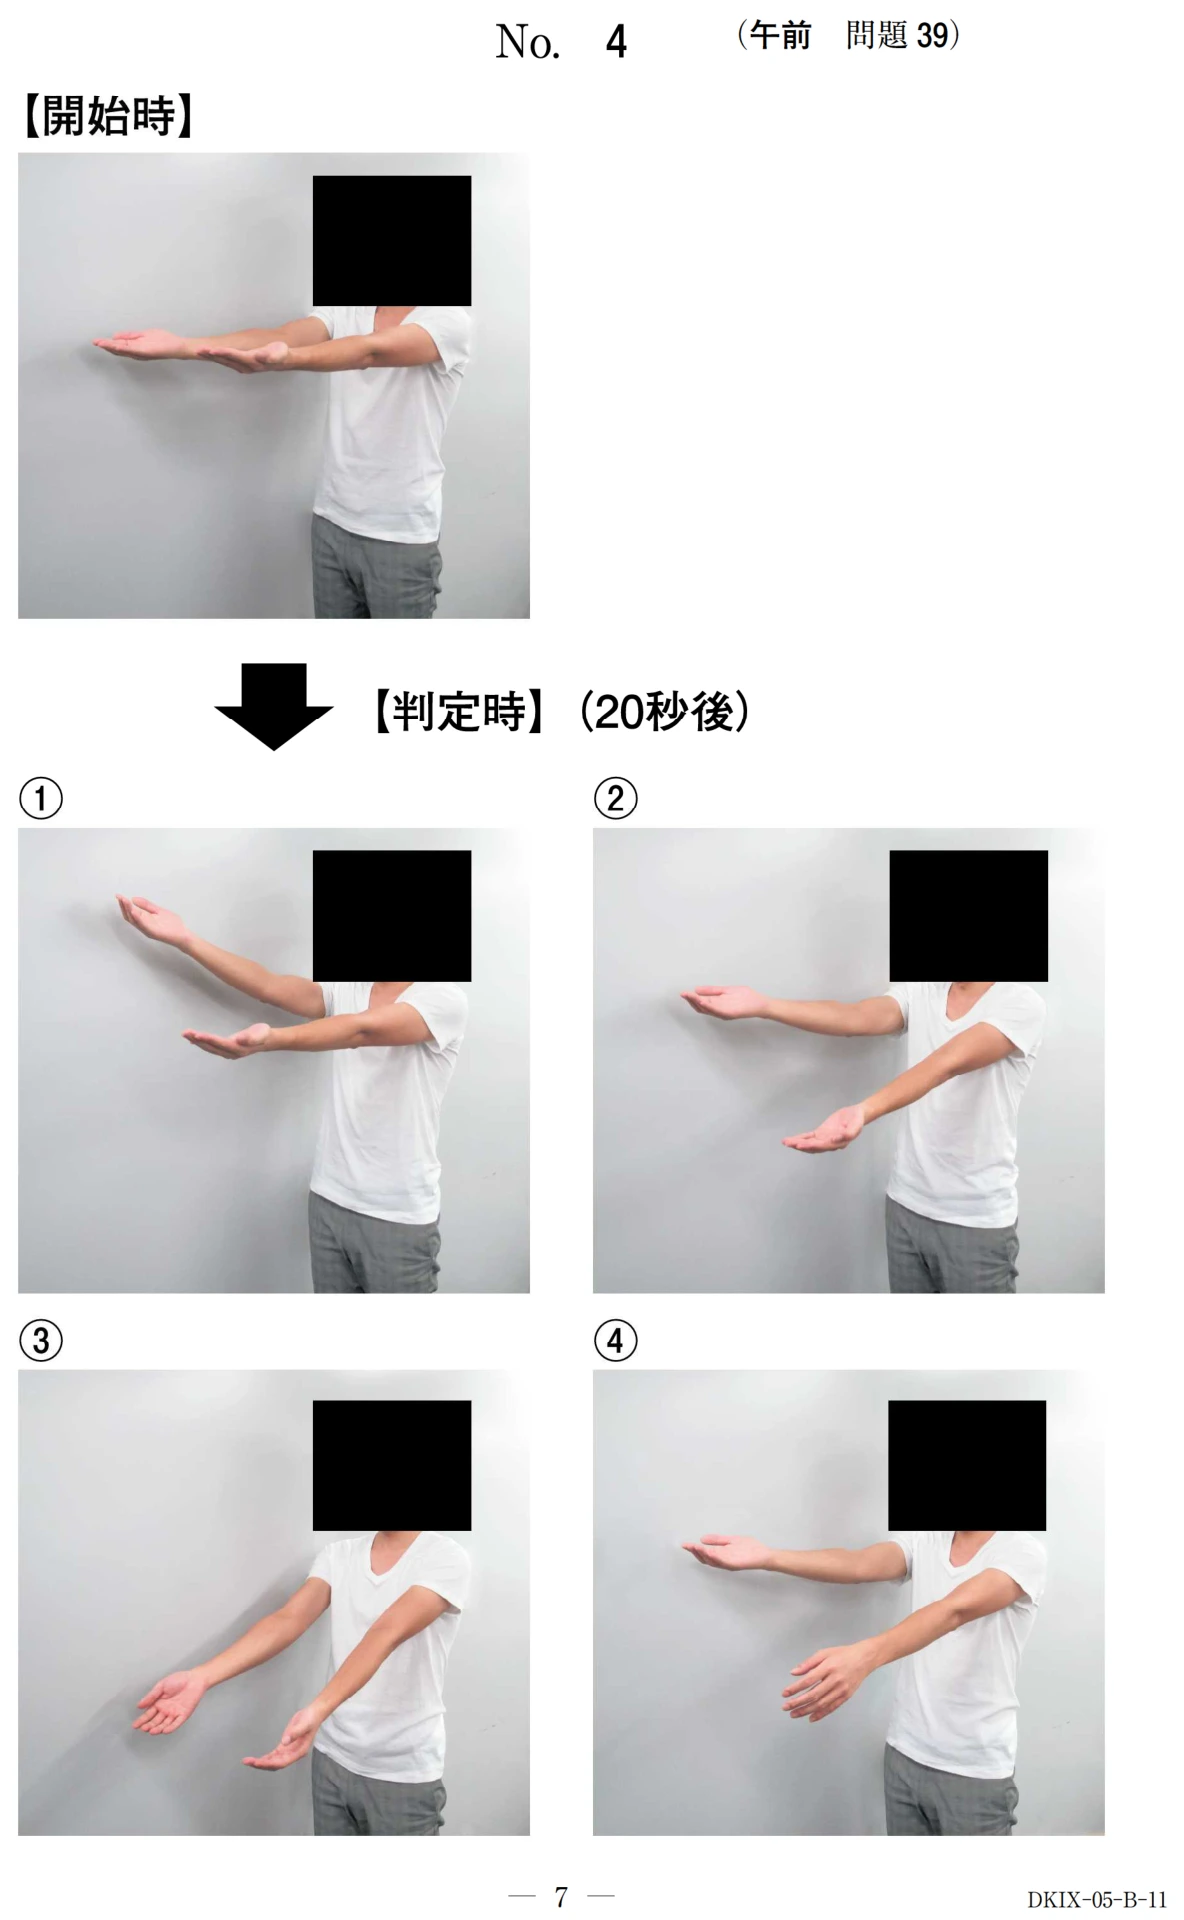 No. 4 （午前 問題 39）
【開始時】
【判定時】（20秒後）
①
②
③
④
― 7 ―
DKIX-05-B-11